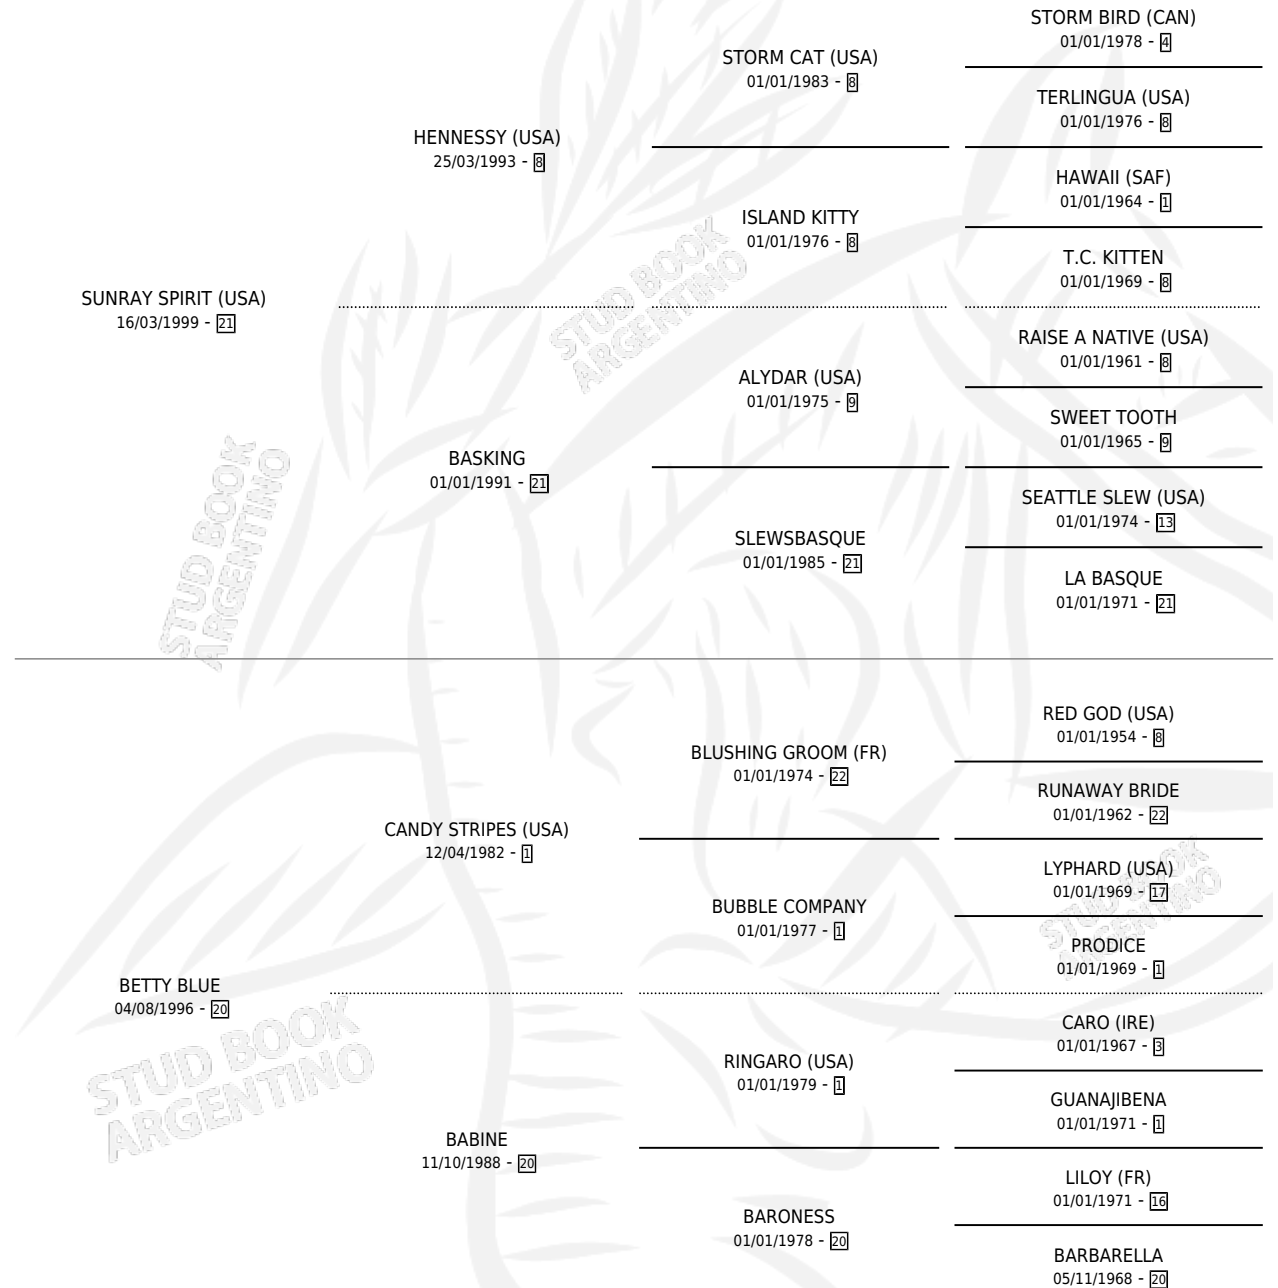 STORM BIRD (CAN)
01/01/1978 - 4
STORM CAT (USA)
01/01/1983 - 8
TERLINGUA (USA)
01/01/1976 - 8
HENNESSY (USA)
25/03/1993 - 8
HAWAII (SAF)
01/01/1964 - 1
ISLAND KITTY
01/01/1976 - 8
T.C. KITTEN
01/01/1969 - 8
SUNRAY SPIRIT (USA)
16/03/1999 - 21
RAISE A NATIVE (USA)
01/01/1961 - 8
ALYDAR (USA)
01/01/1975 - 9
SWEET TOOTH
01/01/1965 - 9
BASKING
01/01/1991 - 21
SEATTLE SLEW (USA)
01/01/1974 - 13
SLEWSBASQUE
01/01/1985 - 21
LA BASQUE
01/01/1971 - 21
STUD BOOK
ARGENTINO
STUD BOOK
ARGENTINO
RED GOD (USA)
01/01/1954 - 8
BLUSHING GROOM (FR)
01/01/1974 - 22
RUNAWAY BRIDE
01/01/1962 - 22
CANDY STRIPES (USA)
12/04/1982 - 1
LYPHARD (USA)
01/01/1969 - 17
BUBBLE COMPANY
01/01/1977 - 1
PRODICE
01/01/1969 - 1
BETTY BLUE
04/08/1996 - 20
CARO (IRE)
01/01/1967 - 3
RINGARO (USA)
01/01/1979 - 1
GUANAJIBENA
01/01/1971 - 1
BABINE
11/10/1988 - 20
LILOY (FR)
01/01/1971 - 16
BARONESS
01/01/1978 - 20
BARBARELLA
05/11/1968 - 20
STUD BOOK
ARGENTINO
STUD BOOK
ARGENTINO